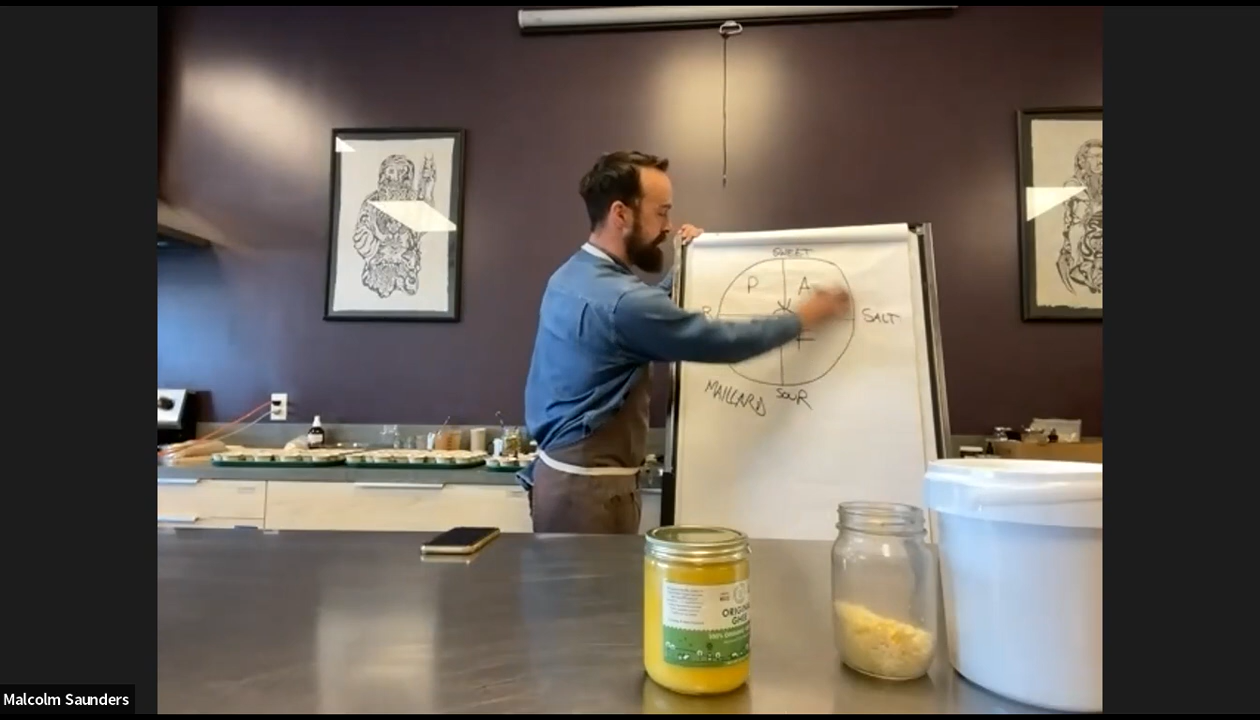 SWEET
P A
R SALT
F
MAILLARD SOUR
ORIGINAL
GHEE
Malcolm Saunders